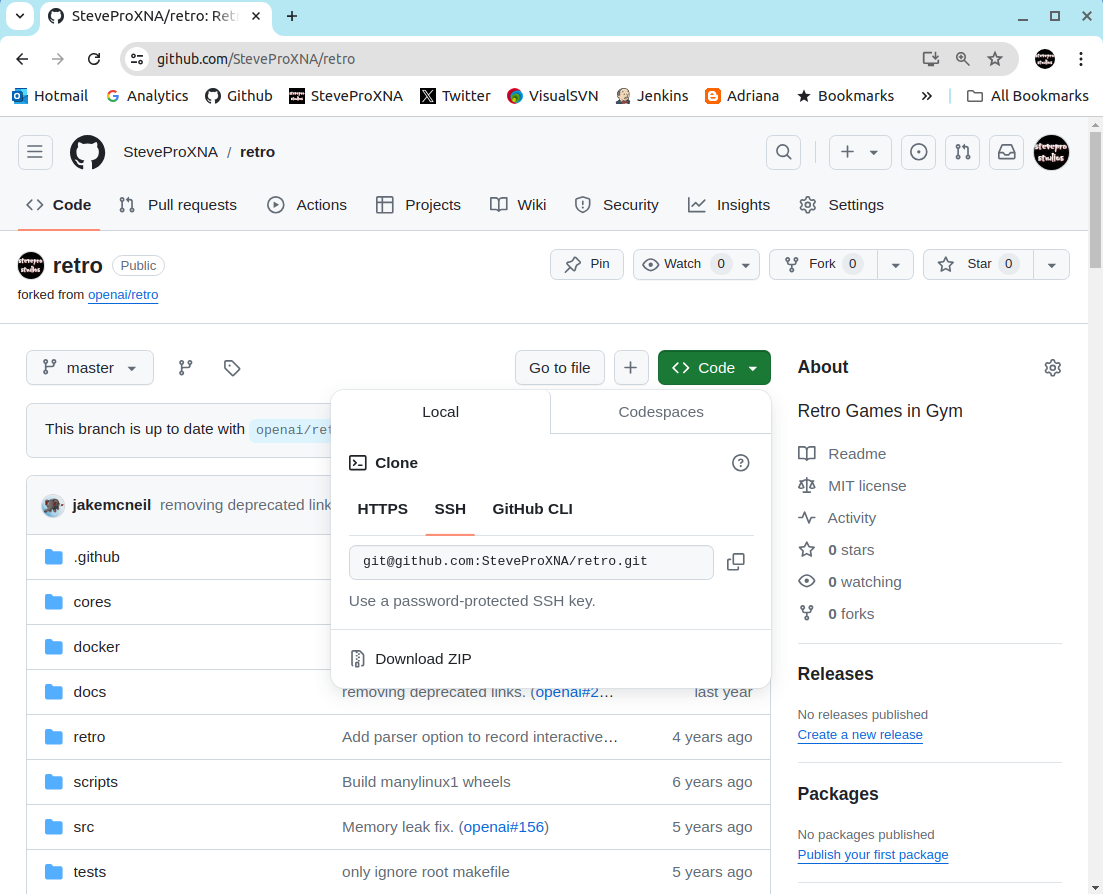 SteveProXNA/retro: Ret
github.com/SteveProXNA/retro
Hotmail Analytics Github SteveProXNA Twitter VisualSVN Jenkins Adriana Bookmarks » All Bookmarks
SteveProXNA / retro
stevepro studios
Code Pull requests Actions Projects Wiki Security Insights Settings
stevepro studios
retro Public Pin Watch 0 Fork 0 Star 0
forked from openai/retro
master Go to file + Code
Local Codespaces
This branch is up to date with openai/ret
Clone
HTTPS SSH GitHub CLI
git@github.com:SteveProXNA/retro.git
Use a password-protected SSH key.
Download ZIP
jakemcneil removing deprecated link
.github
cores
docker
docs removing deprecated links. (openai#2… last year
retro Add parser option to record interactive… 4 years ago
scripts Build manylinux1 wheels 6 years ago
src Memory leak fix. (openai#156) 5 years ago
tests only ignore root makefile 5 years ago
About
Retro Games in Gym
Readme
MIT license
Activity
0 stars
0 watching
0 forks
Releases
No releases published
Create a new release
Packages
No packages published
Publish your first package